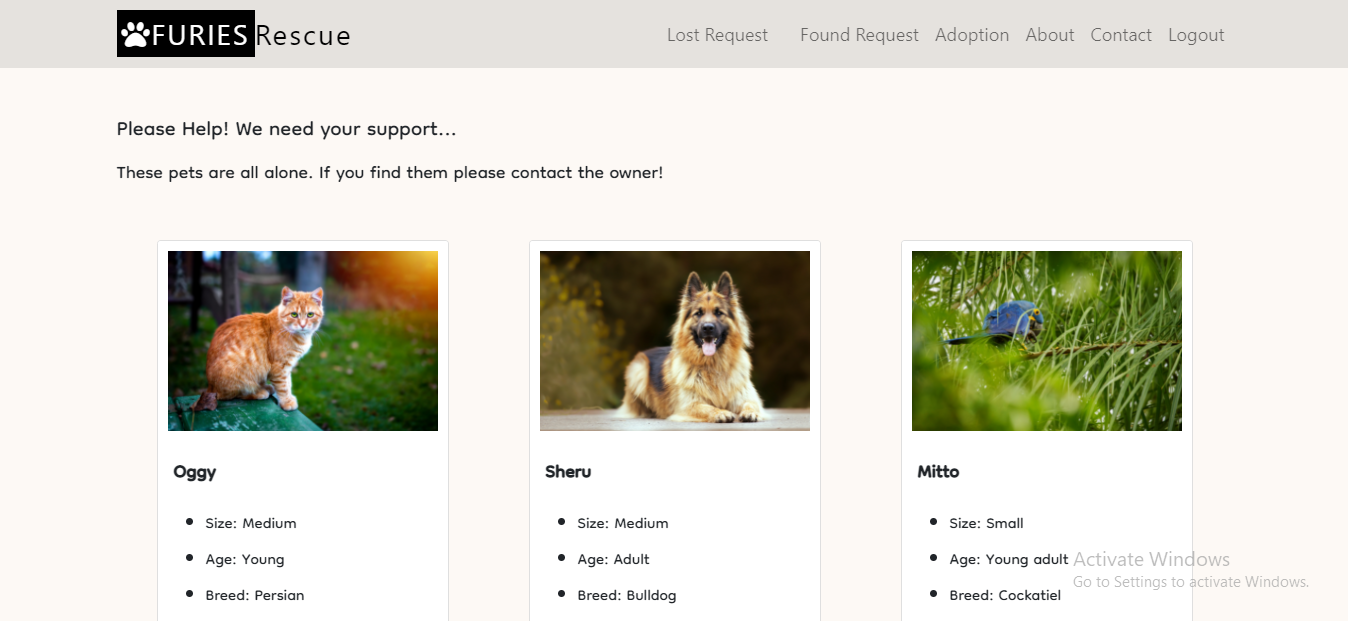 FURIES Rescue Lost Request Found Request Adoption About Contact Logout
Please Help! We need your support...
These pets are all alone. If you find them please contact the owner!
Oggy
Size: Medium
Age: Young
Breed: Persian
Sheru
Size: Medium
Age: Adult
Breed: Bulldog
Mitto
Size: Small
Age: Young adult
Breed: Cockatiel
Activate Windows
Go to Settings to activate Windows.